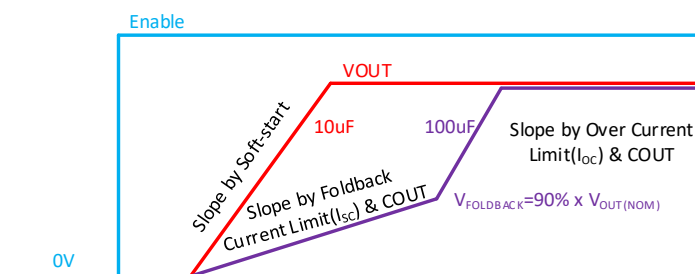 Enable
VOUT
Slope by Soft-start
10uF
100uF
Slope by Over Current
Limit(IOC) & COUT
Slope by Foldback
Current Limit(ISC) & COUT
VFOLDBACK=90% x VOUT(NOM)
0V